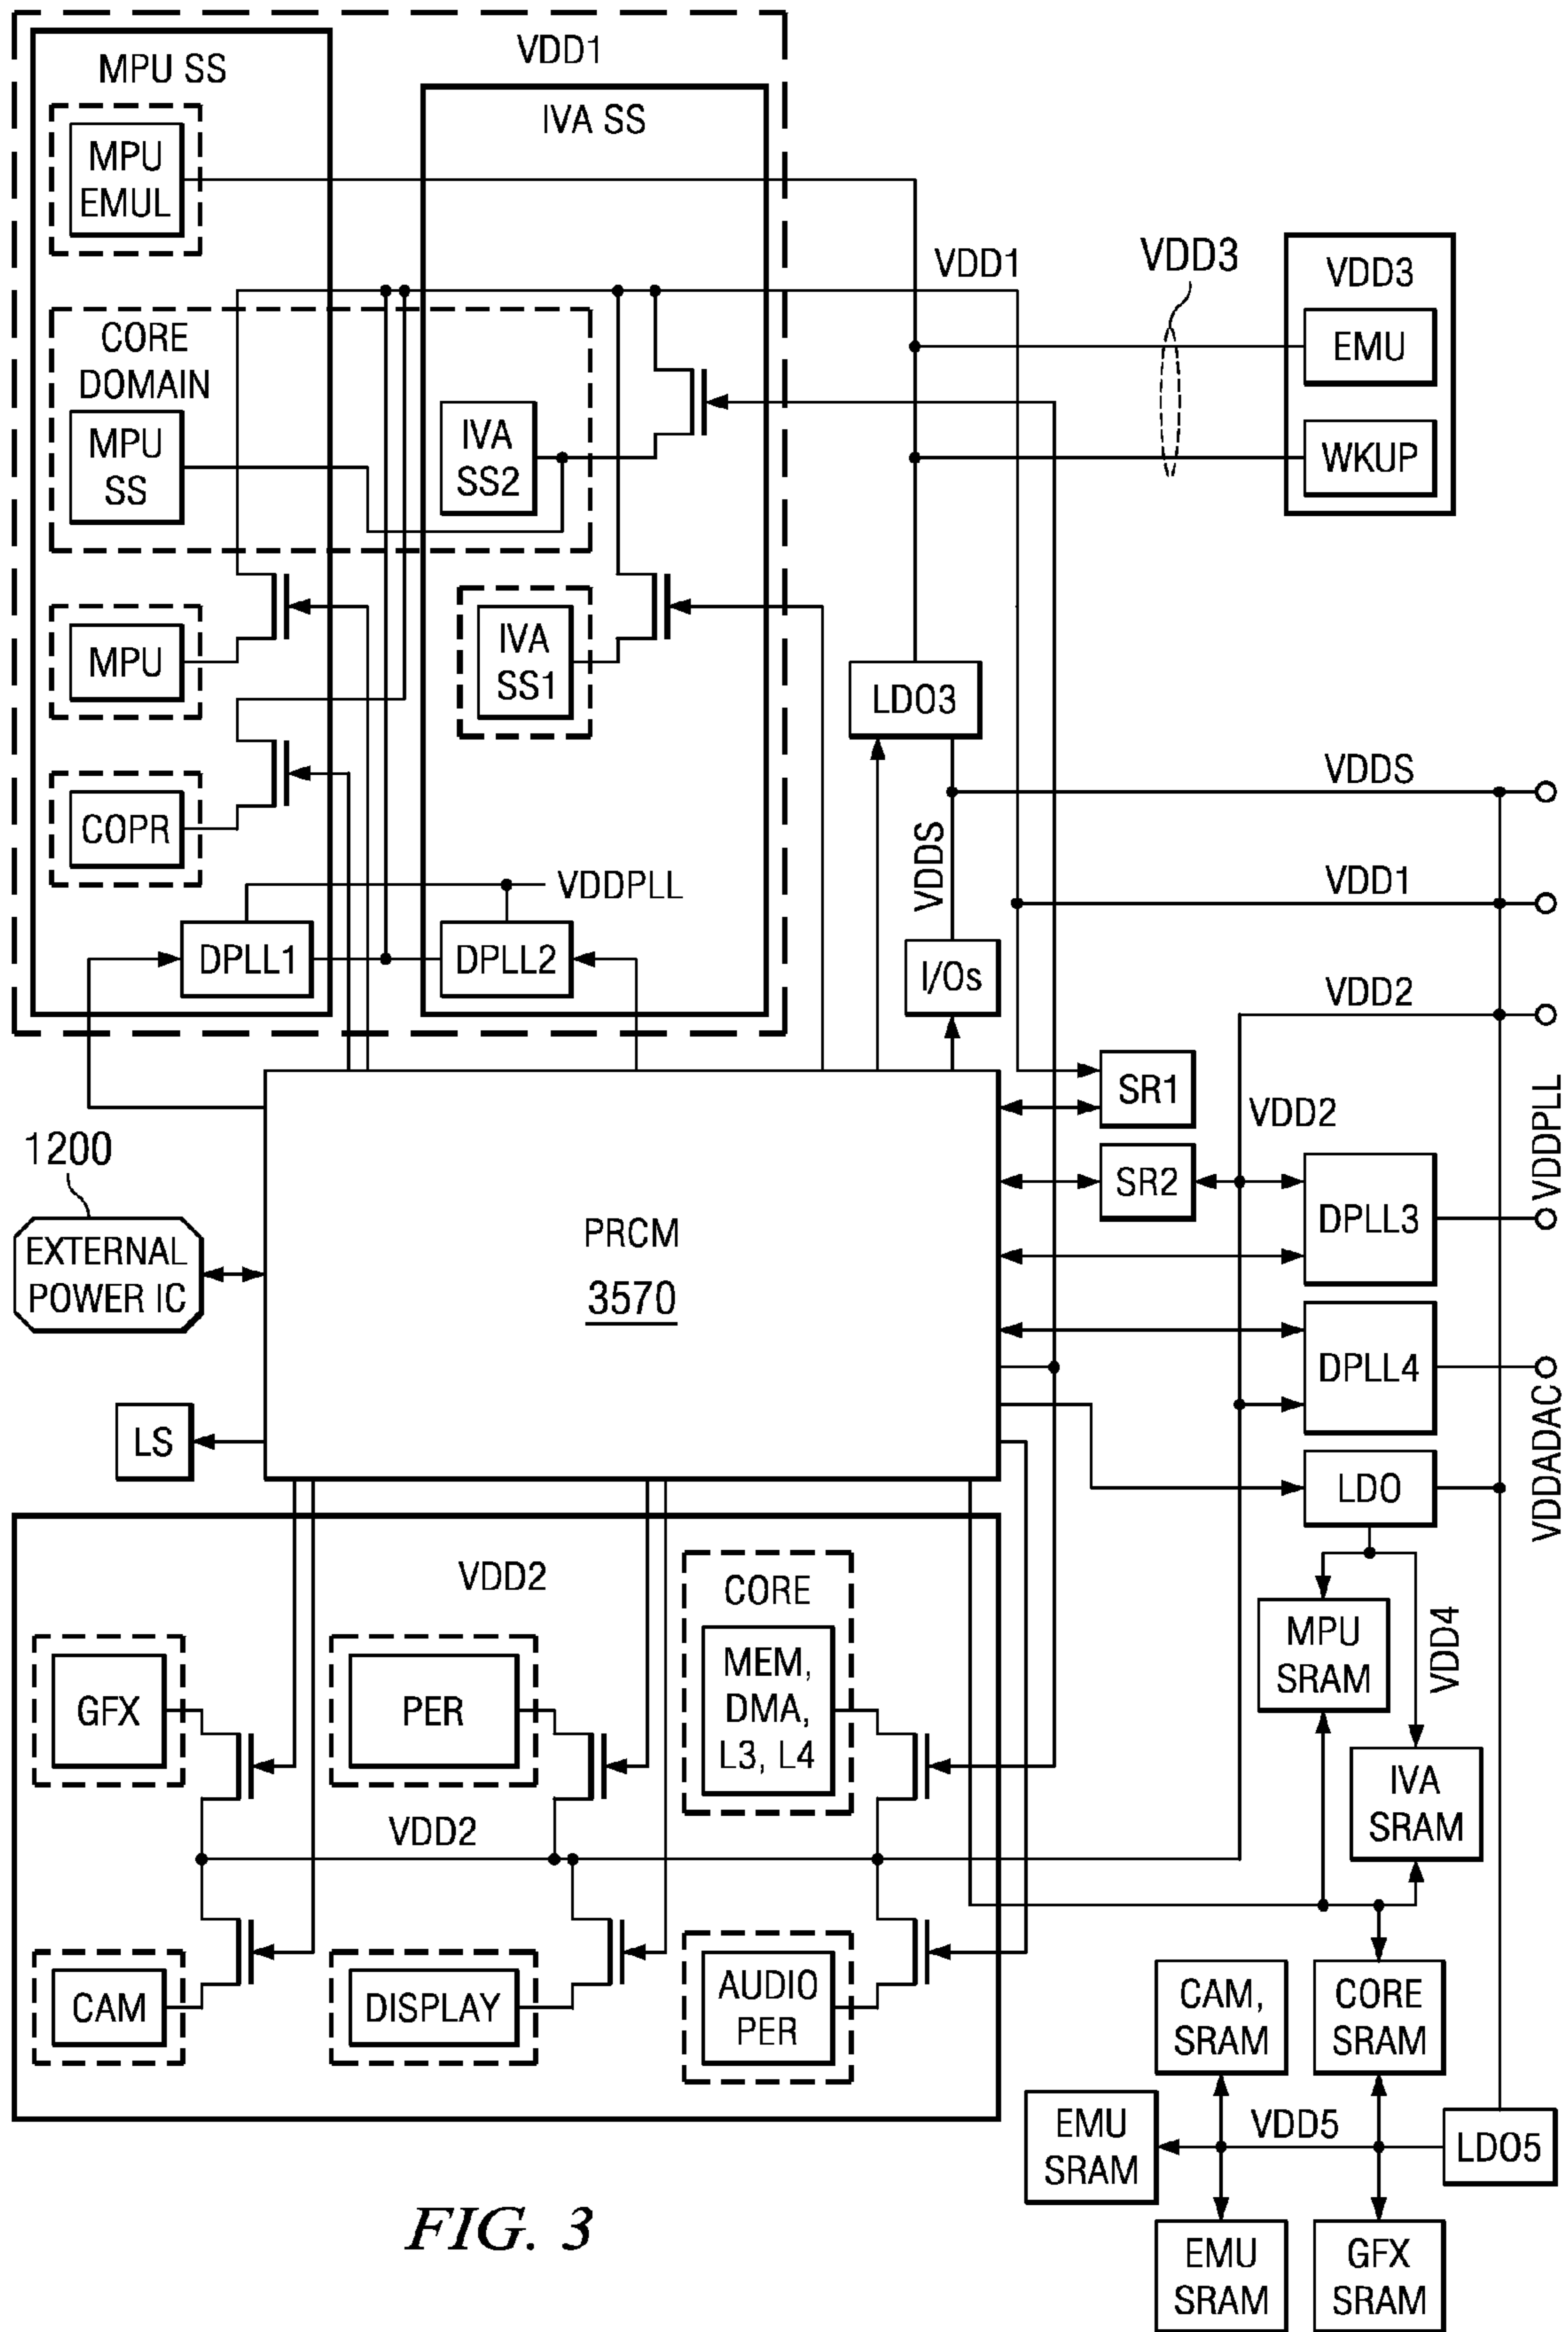 VDD1
MPU SS
IVA SS
MPU
EMUL
VDD1
VDD3
VDD3
EMU
WKUP
CORE
DOMAIN
MPU
SS
IVA
SS2
MPU
IVA
SS1
LDO3
COPR
VDDPLL
VDDS
VDDS
DPLL1
DPLL2
I/Os
VDD1
VDD2
SR1
VDD2
VDDPLL
1200
SR2
DPLL3
EXTERNAL
POWER IC
PRCM
3570
DPLL4
VDDADAC
LS
LDO
VDD2
CORE
MPU
SRAM
VDD4
GFX
PER
MEM,
DMA,
L3, L4
IVA
SRAM
VDD2
CAM
DISPLAY
AUDIO
PER
CAM,
SRAM
CORE
SRAM
EMU
SRAM
VDD5
LDO5
EMU
SRAM
GFX
SRAM
FIG. 3